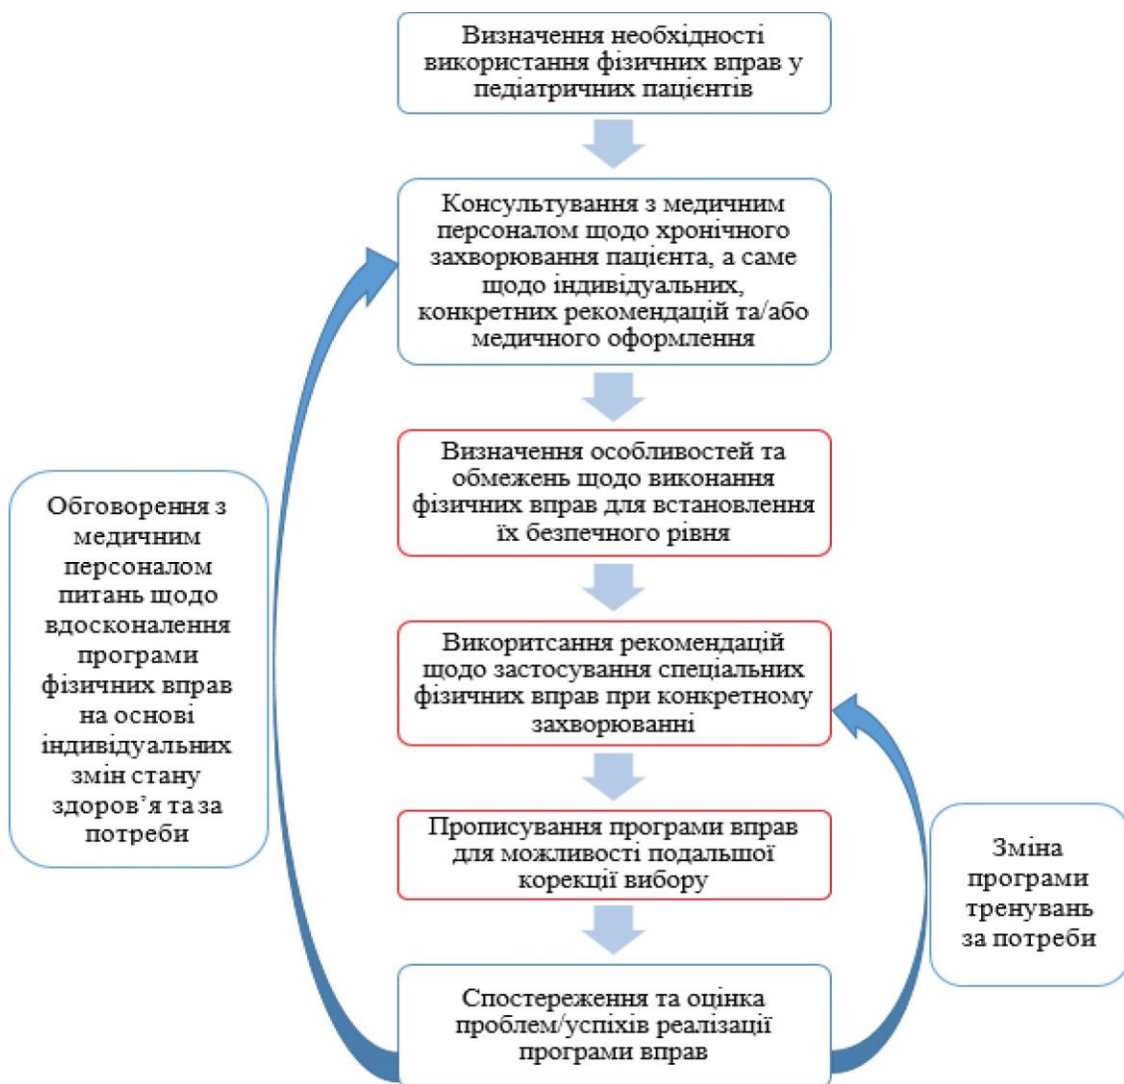 Визначення необхідності
використання фізичних вправ у
педіатричних пацієнтів
Консультування з медичним
персоналом щодо хронічного
захворювання пацієнта, а саме
щодо індивідуальних,
конкретних рекомендацій та/або
медичного оформлення
Визначення особливостей та
обмежень щодо виконання
фізичних вправ для встановлення
їх безпечного рівня
Викоритсання рекомендацій
щодо застосування спеціальних
фізичних вправ при конкретному
захворюванні
Прописування програми вправ
для можливості подальшої
корекції вибору
Спостереження та оцінка
проблем/успіхів реалізації
програми вправ
Обговорення з
медичним
персоналом
питань щодо
вдосконалення
програми
фізичних вправ
на основі
індивідуальних
змін стану
здоров’я та за
потреби
Зміна
програми
тренувань
за потреби